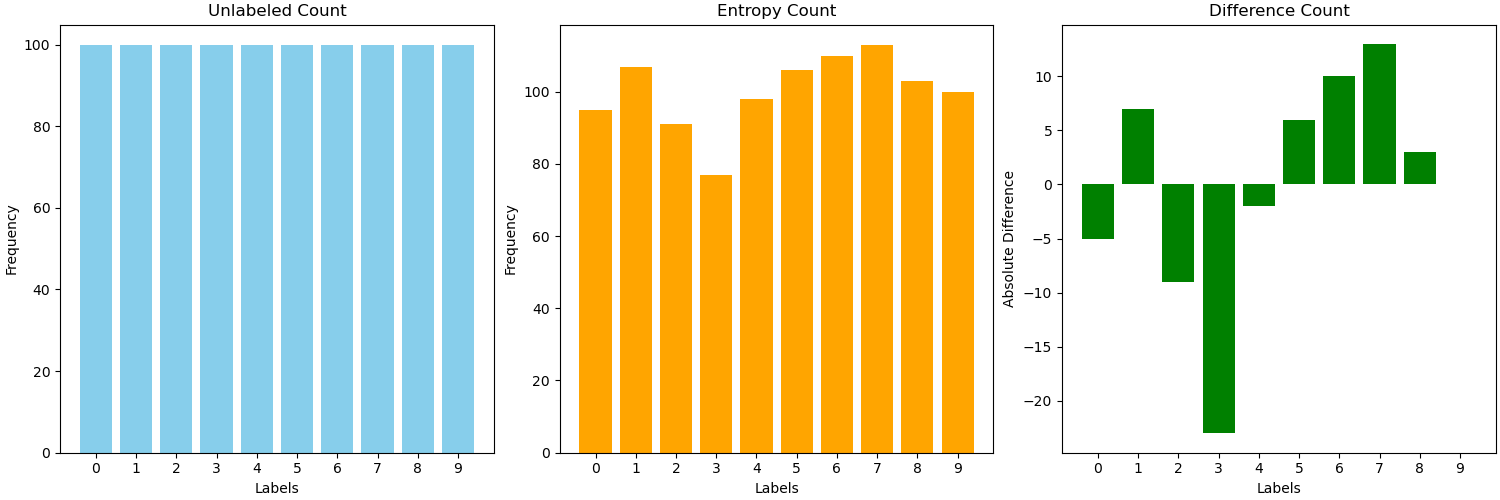 Unlabeled Count
Frequency
100
80
60
40
20
0
0 1 2 3 4 5 6 7 8 9
Labels
Entropy Count
Frequency
100
80
60
40
20
0
0 1 2 3 4 5 6 7 8 9
Labels
Difference Count
Absolute Difference
10
5
0
−5
−10
−15
−20
0 1 2 3 4 5 6 7 8 9
Labels